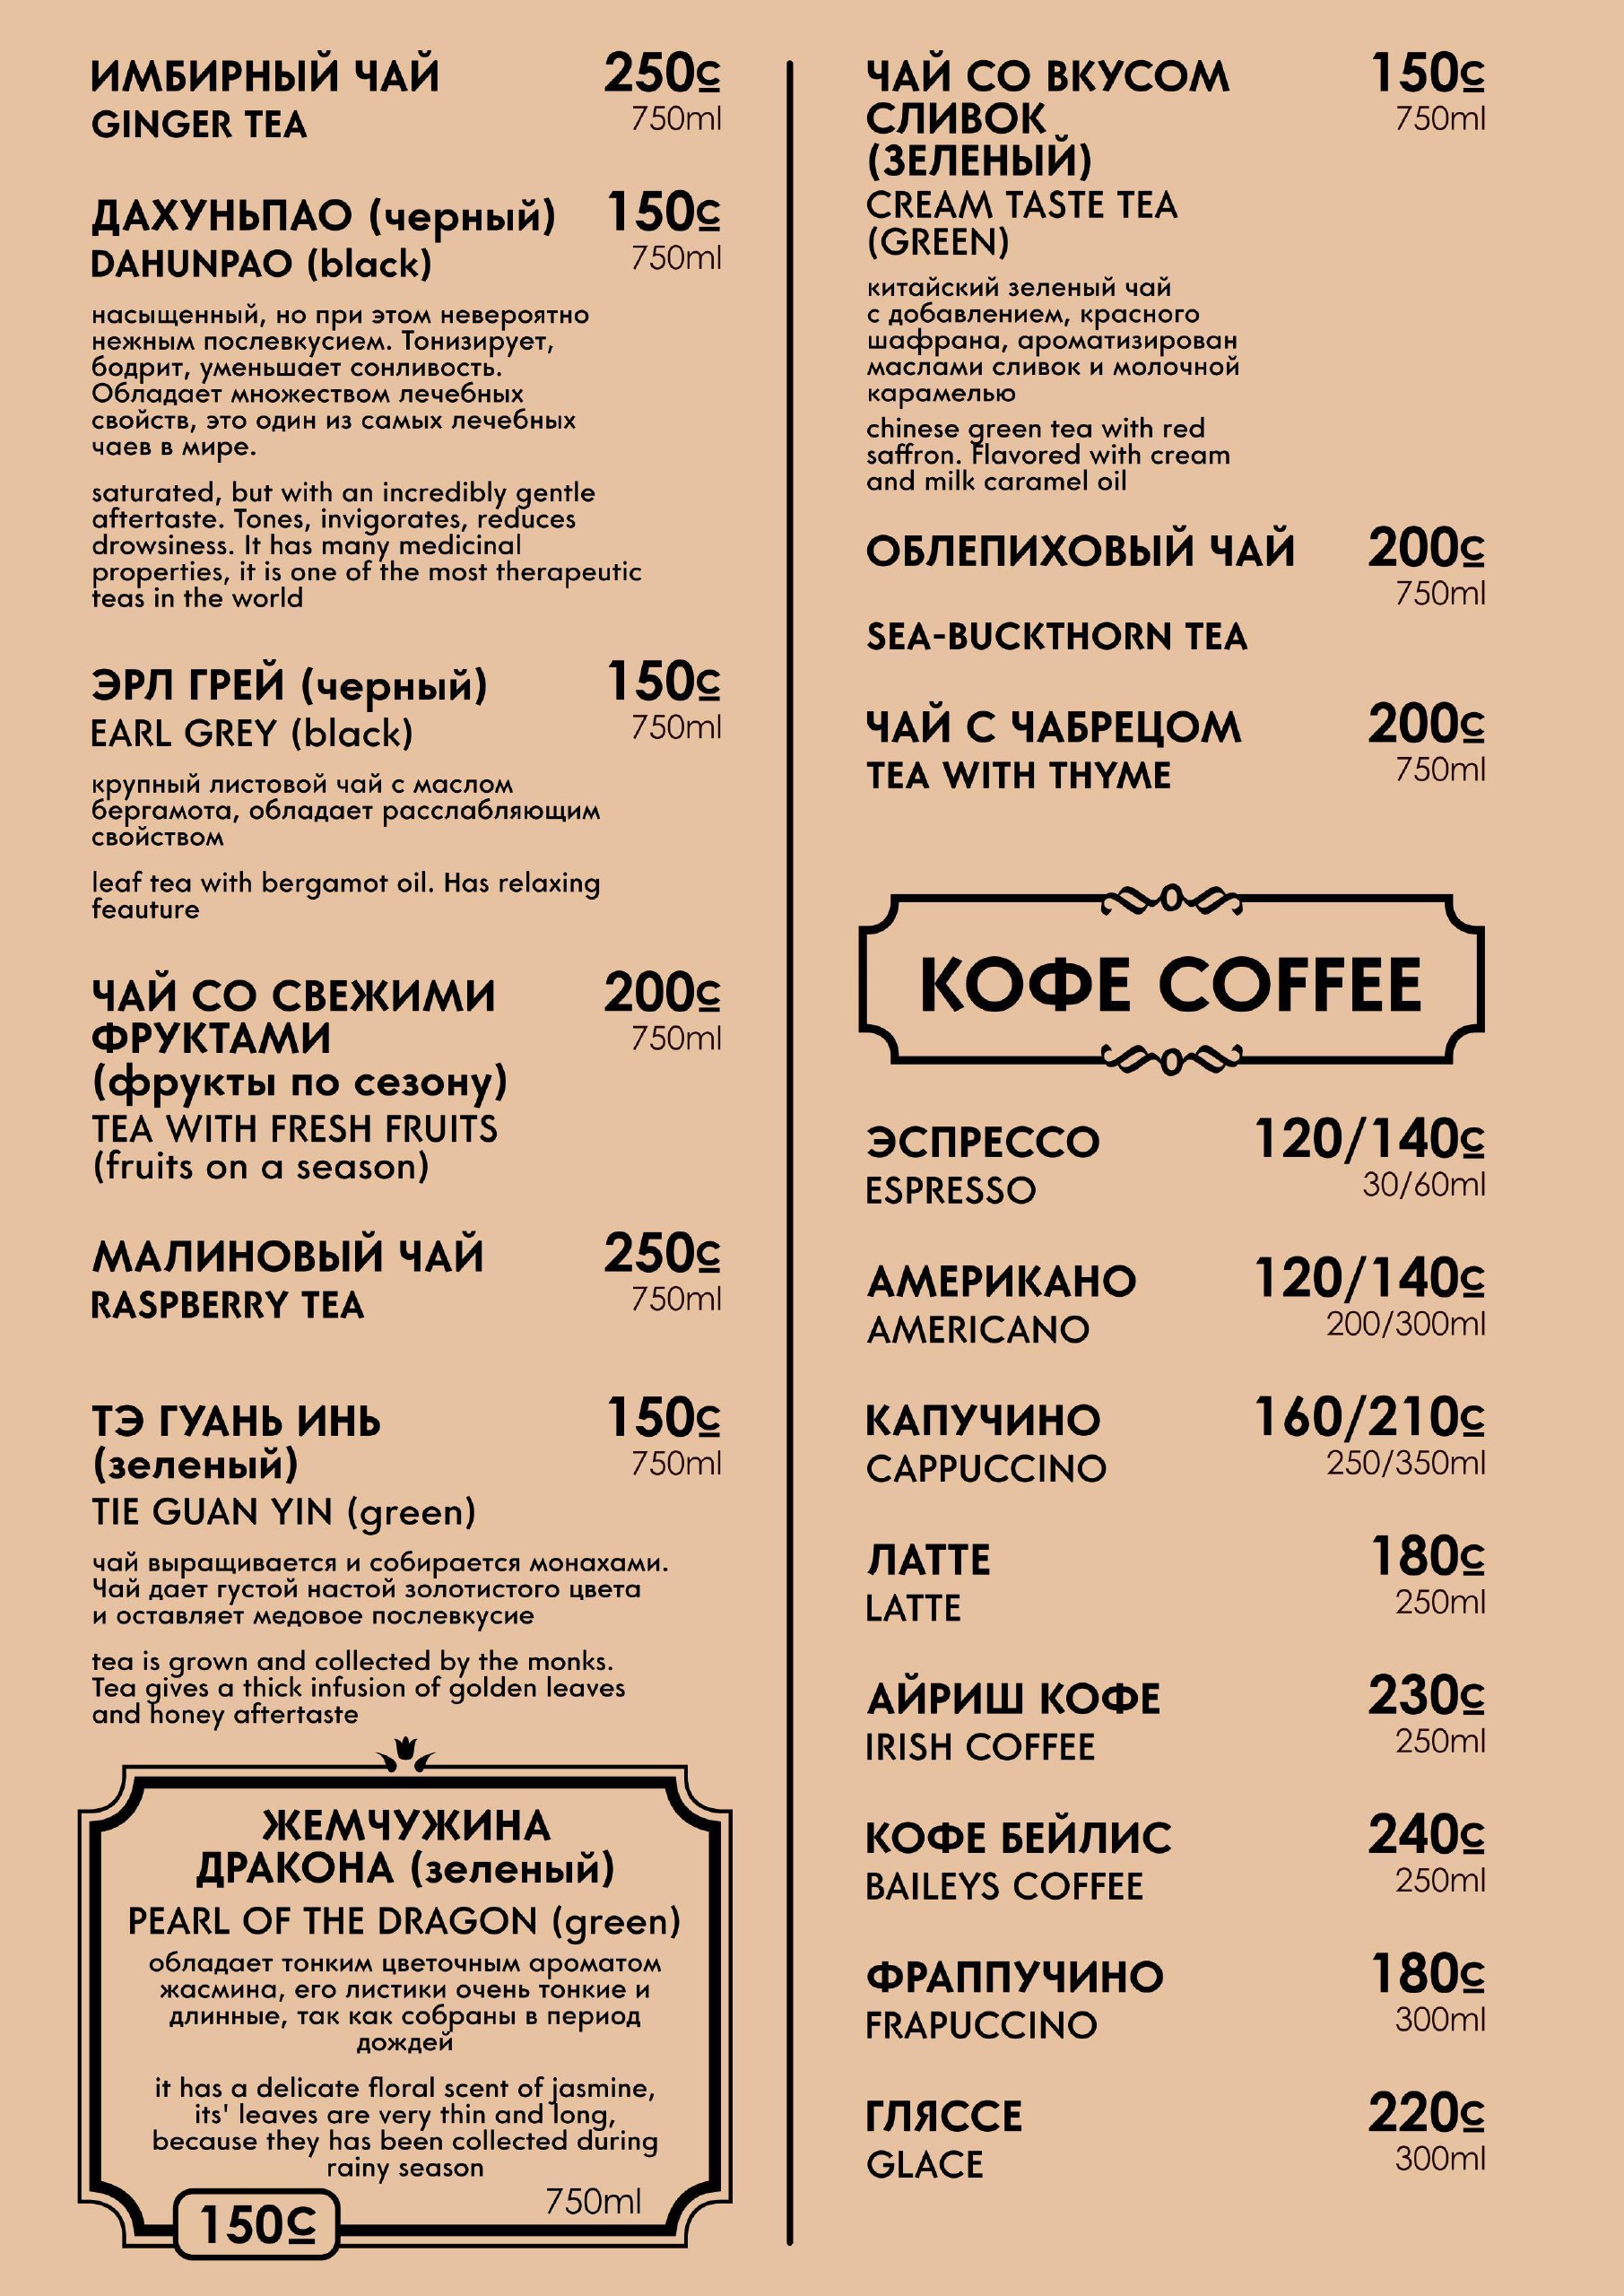 ИМБИРНЫЙ ЧАЙ 250с
GINGER TEA 750ml
ДАХУНЬПАО (черный) 150с
DAHUNPAO (black) 750ml
насыщенный, но при этом невероятно
нежным послевкусием. Тонизирует,
бодрит, уменьшает сонливость.
Обладает множеством лечебных
свойств, это один из самых лечебных
чаев в мире.
saturated, but with an incredibly gentle
aftertaste. Tones, invigorates, reduces
drowsiness. It has many medicinal
properties, it is one of the most therapeutic
teas in the world
ЭРЛ ГРЕЙ (черный) 150с
EARL GREY (black) 750ml
крупный листовой чай с маслом
бергамота, обладает расслабляющим
свойством
leaf tea with bergamot oil. Has relaxing
feauture
ЧАЙ СО СВЕЖИМИ 200с
ФРУКТАМИ 750ml
(фрукты по сезону)
TEA WITH FRESH FRUITS
(fruits on a season)
МАЛИНОВЫЙ ЧАЙ 250с
RASPBERRY TEA 750ml
ТЭ ГУАНЬ ИНЬ 150с
(зеленый) 750ml
TIE GUAN YIN (green)
чай выращивается и собирается монахами.
Чай дает густой настой золотистого цвета
и оставляет медовое послевкусие
tea is grown and collected by the monks.
Tea gives a thick infusion of golden leaves
and honey aftertaste
ЖЕМЧУЖИНА
ДРАКОНА (зеленый)
PEARL OF THE DRAGON (green)
обладает тонким цветочным ароматом
жасмина, его листики очень тонкие и
длинные, так как собраны в период
дождей
it has a delicate floral scent of jasmine,
its' leaves are very thin and long,
because they has been collected during
rainy season
750ml
150с
ЧАЙ СО ВКУСОМ 150с
СЛИВОК 750ml
(ЗЕЛЕНЫЙ)
CREAM TASTE TEA
(GREEN)
китайский зеленый чай
с добавлением, красного
шафрана, ароматизирован
маслами сливок и молочной
карамелью
chinese green tea with red
saffron. Flavored with cream
and milk caramel oil
ОБЛЕПИХОВЫЙ ЧАЙ 200с
750ml
SEA-BUCKTHORN TEA
ЧАЙ С ЧАБРЕЦОМ 200с
TEA WITH THYME 750ml
КОФЕ COFFEE
ЭСПРЕССО 120/140с
ESPRESSO 30/60ml
АМЕРИКАНО 120/140с
AMERICANO 200/300ml
КАПУЧИНО 160/210с
CAPPUCCINO 250/350ml
ЛАТТЕ 180с
LATTE 250ml
АЙРИШ КОФЕ 230с
IRISH COFFEE 250ml
КОФЕ БЕЙЛИС 240с
BAILEYS COFFEE 250ml
ФРАППУЧИНО 180с
FRAPUCCINO 300ml
ГЛЯССЕ 220с
GLACE 300ml